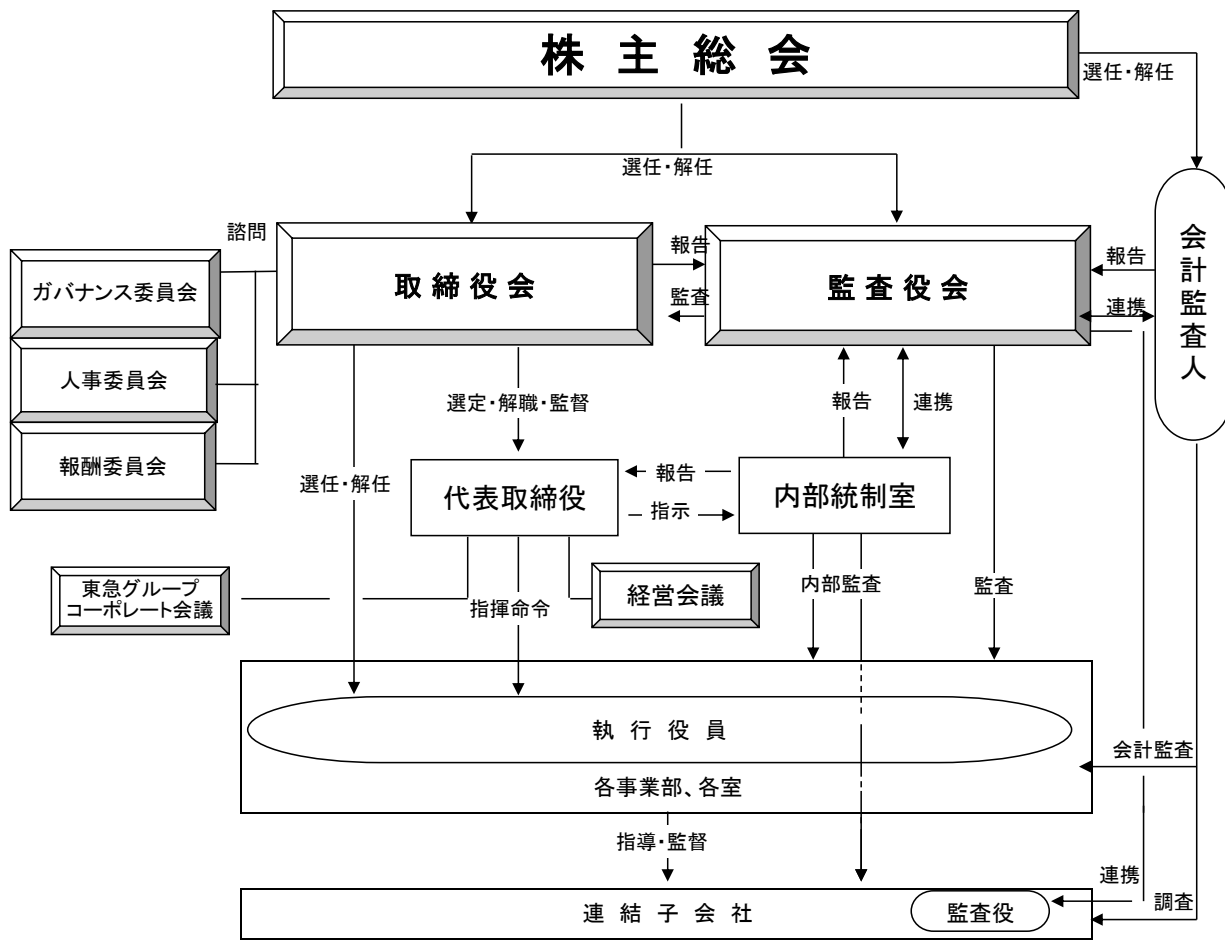 株主総会
選任・解任
選任・解任
諮問
ガバナンス委員会
人事委員会
報酬委員会
取締役会
報告
監査
監査役会
報告
連携
会計監査人
選任・解任
選定・解職・監督
報告
連携
代表取締役
報告
指示
内部統制室
東急グループ
コーポレート会議
指揮命令
経営会議
内部監査
監査
執行役員
各事業部、各室
会計監査
指導・監督
連結子会社
監査役
連携
調査